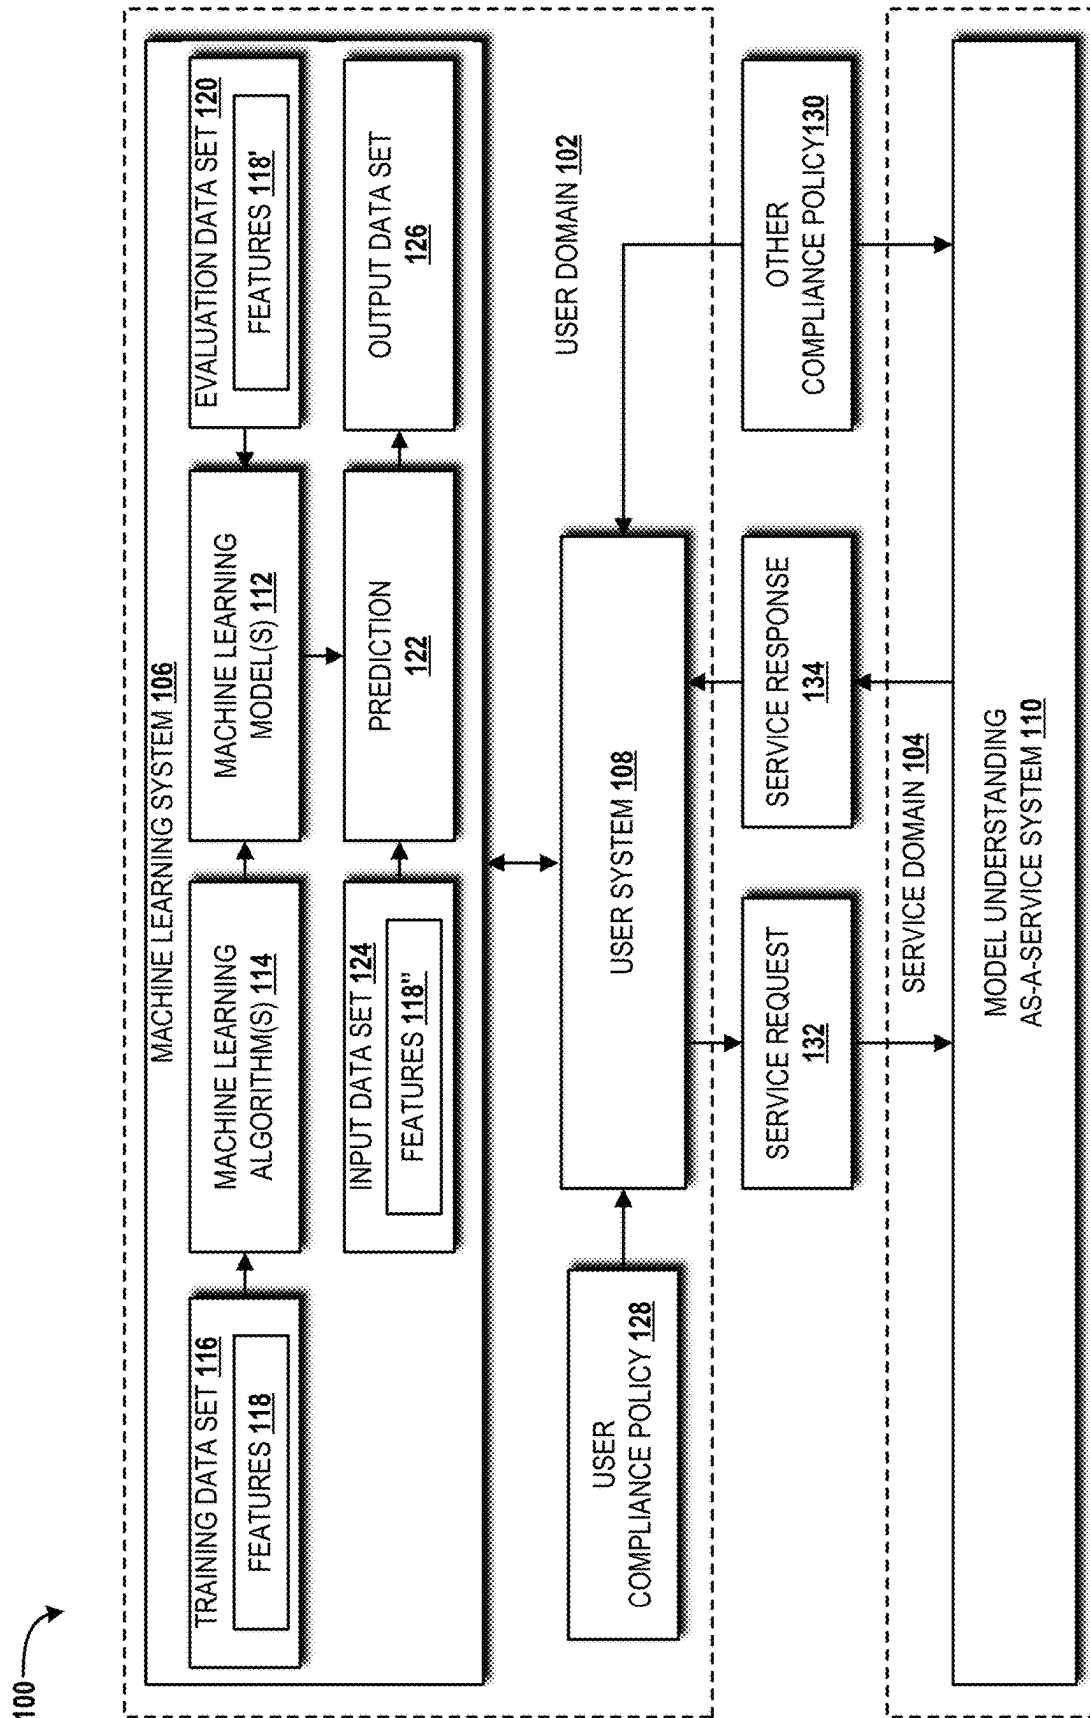 100
MACHINE LEARNING SYSTEM 106
TRAINING DATA SET 116
FEATURES 118
MACHINE LEARNING
ALGORITHM(S) 114
MACHINE LEARNING
MODEL(S) 112
EVALUATION DATA SET 120
FEATURES 118'
INPUT DATA SET 124
FEATURES 118''
PREDICTION
122
OUTPUT DATA SET
126
USER DOMAIN 102
USER
COMPLIANCE POLICY 128
USER SYSTEM 108
SERVICE REQUEST
132
SERVICE RESPONSE
134
OTHER
COMPLIANCE POLICY130
SERVICE DOMAIN 104
MODEL UNDERSTANDING
AS-A-SERVICE SYSTEM 110